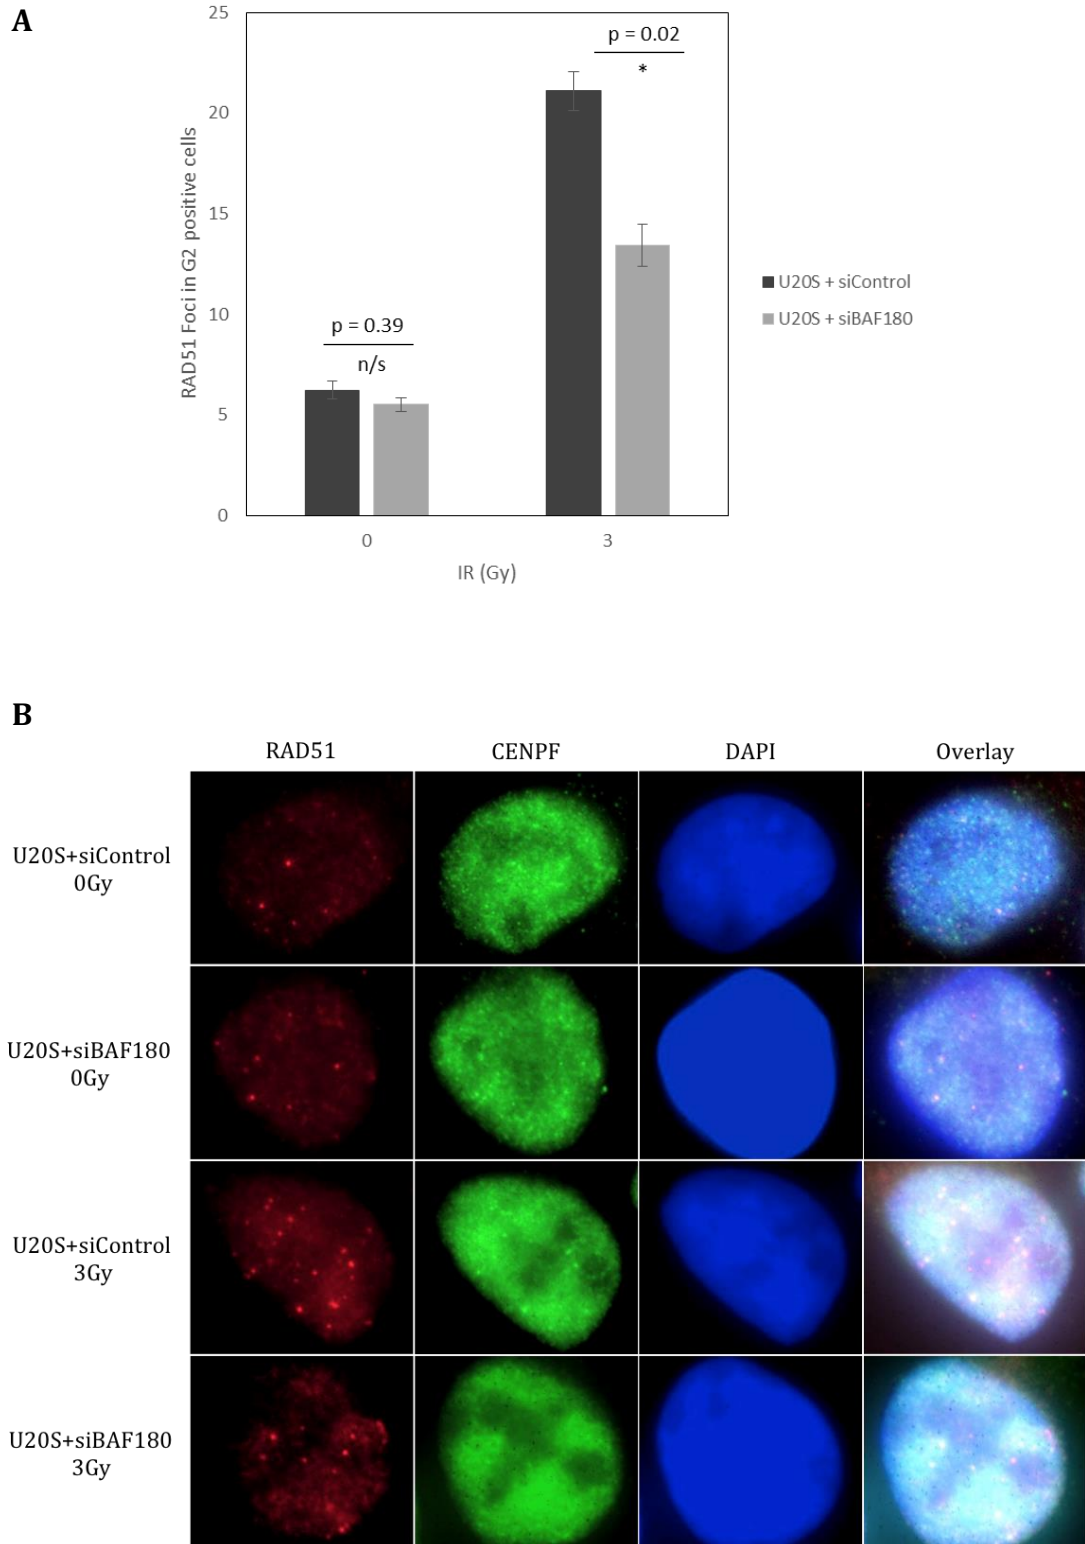 A
25
20
15
10
5
0
RAD51 Foci in G2 positive cells
p = 0.39
n/s
p = 0.02
*
0
3
IR (Gy)
U20S + siControl
U20S + siBAF180
B
RAD51 CENPF DAPI Overlay
U20S+siControl
0Gy
U20S+siBAF180
0Gy
U20S+siControl
3Gy
U20S+siBAF180
3Gy